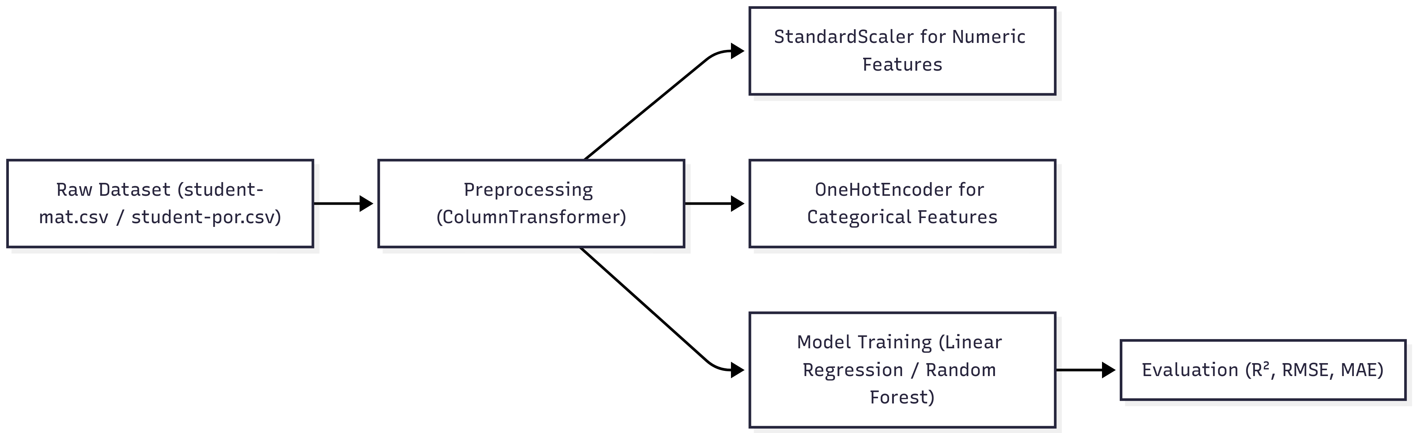 StandardScaler for Numeric
Features
Raw Dataset (student-
mat.csv / student-por.csv)
Preprocessing
(ColumnTransformer)
OneHotEncoder for
Categorical Features
Model Training (Linear
Regression / Random
Forest)
Evaluation (R², RMSE, MAE)